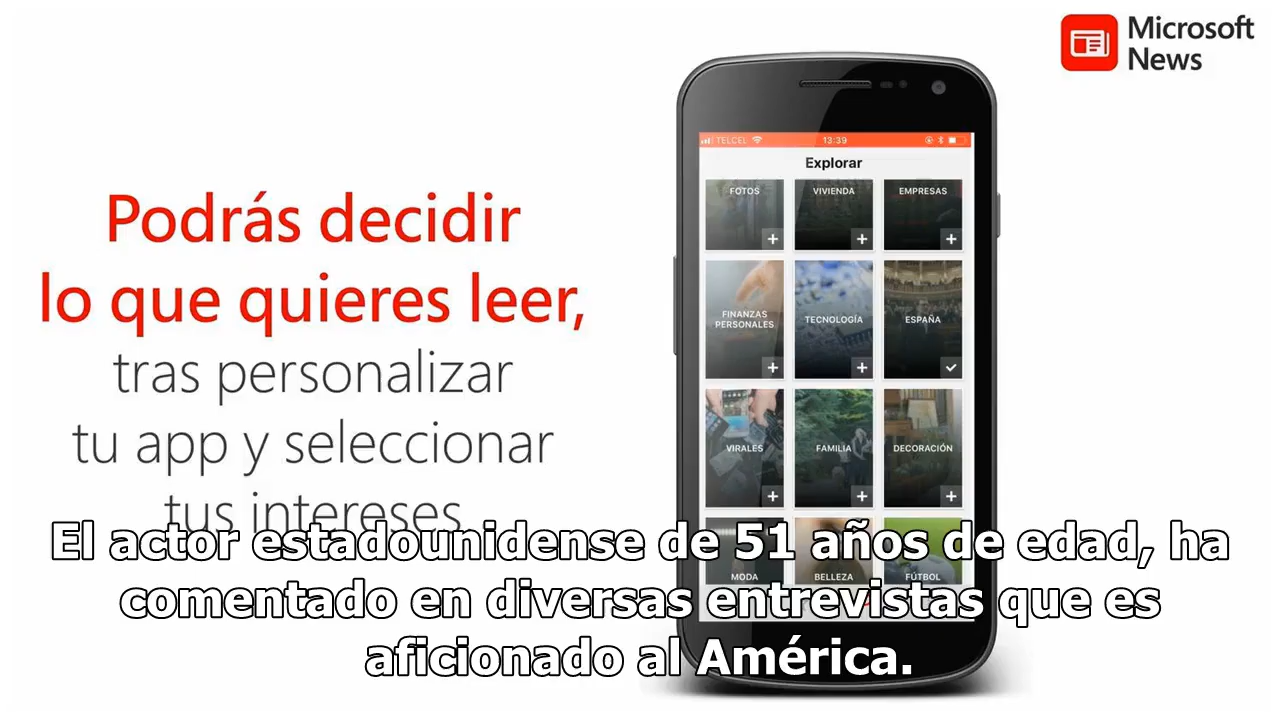 Microsoft
News
Podrás decidir
lo que quieres leer,
tras personalizar
tu app y seleccionar
tus intereses
TELCEL 13:39
Explorar
FOTOS
VIVIENDA
EMPRESAS
FINANZAS
PERSONALES
TECNOLOGÍA
ESPAÑA
VIRALES
FAMILIA
DECORACIÓN
MODA
BELLEZA
FÚTBOL
El actor estadounidense de 51 años de edad, ha
comentado en diversas entrevistas que es
aficionado al América.